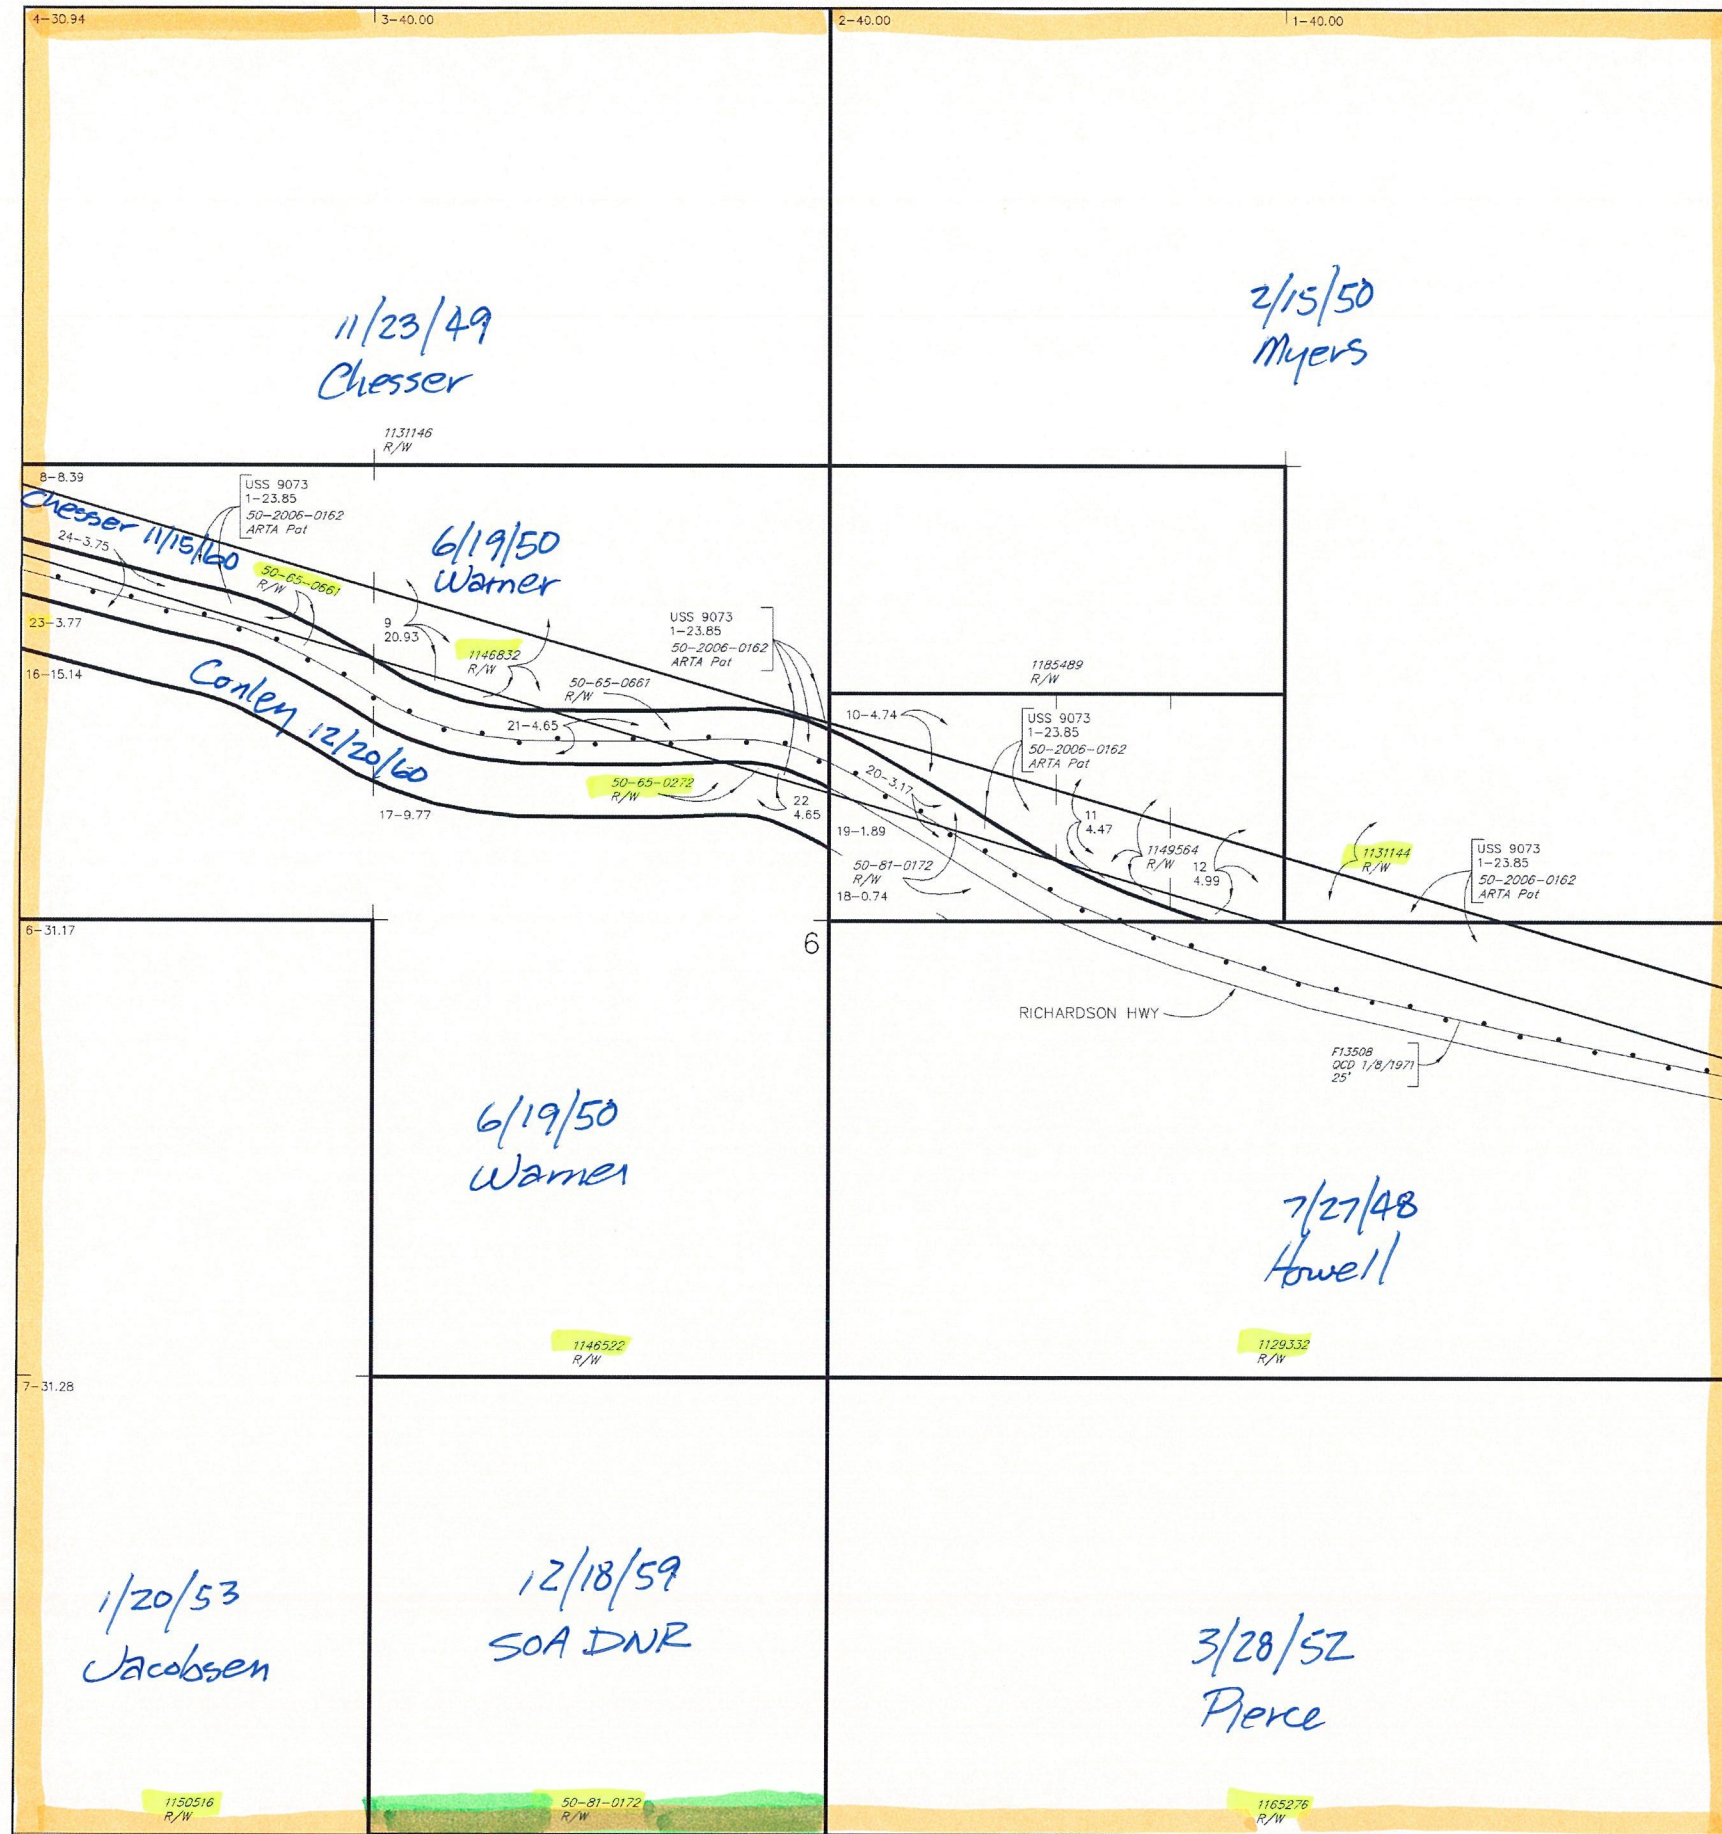 4-30.94
3-40.00
2-40.00
1-40.00
11/23/49
Chesser
2/15/50
Myers
1131146
R/W
8-8.39
USS 9073
1-23.85
50-2006-0162
ARTA Pat
Chesser 11/15/60
24-3.75
50-65-0661
R/W
6/19/50
Warner
23-3.77
9
20.93
1146832
R/W
USS 9073
1-23.85
50-2006-0162
ARTA Pat
16-15.14
Conley 12/20/60
50-65-0661
R/W
21-4.65
1185489
R/W
10-4.74
USS 9073
1-23.85
50-2006-0162
ARTA Pat
50-65-0272
R/W
20-3.17
22
4.65
17-9.77
19-1.89
11
4.47
1149564
R/W
12
4.99
1131144
R/W
USS 9073
1-23.85
50-2006-0162
ARTA Pat
50-81-0172
R/W
18-0.74
6-31.17
6
RICHARDSON HWY
F13508
QCD 1/8/1971
25'
6/19/50
Warner
7/27/48
Howell
1146522
R/W
1129332
R/W
7-31.28
1/20/53
Jacobsen
12/18/59
SOA DNR
3/28/52
Pierce
1150516
R/W
50-81-0172
R/W
1165276
R/W